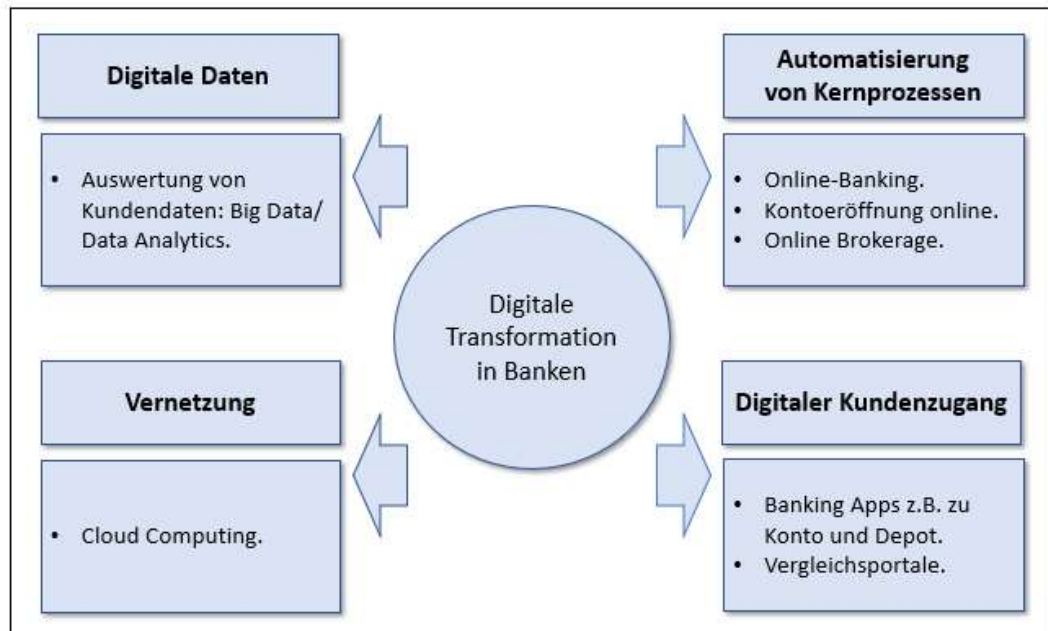 Digitale Daten
• Auswertung von
Kundendaten: Big Data/
Data Analytics.
Automatisierung
von Kernprozessen
• Online-Banking.
• Kontoeröffnung online.
• Online Brokerage.
Digitale
Transformation
in Banken
Vernetzung
• Cloud Computing.
Digitaler Kundenzugang
• Banking Apps z.B. zu
Konto und Depot.
• Vergleichsportale.